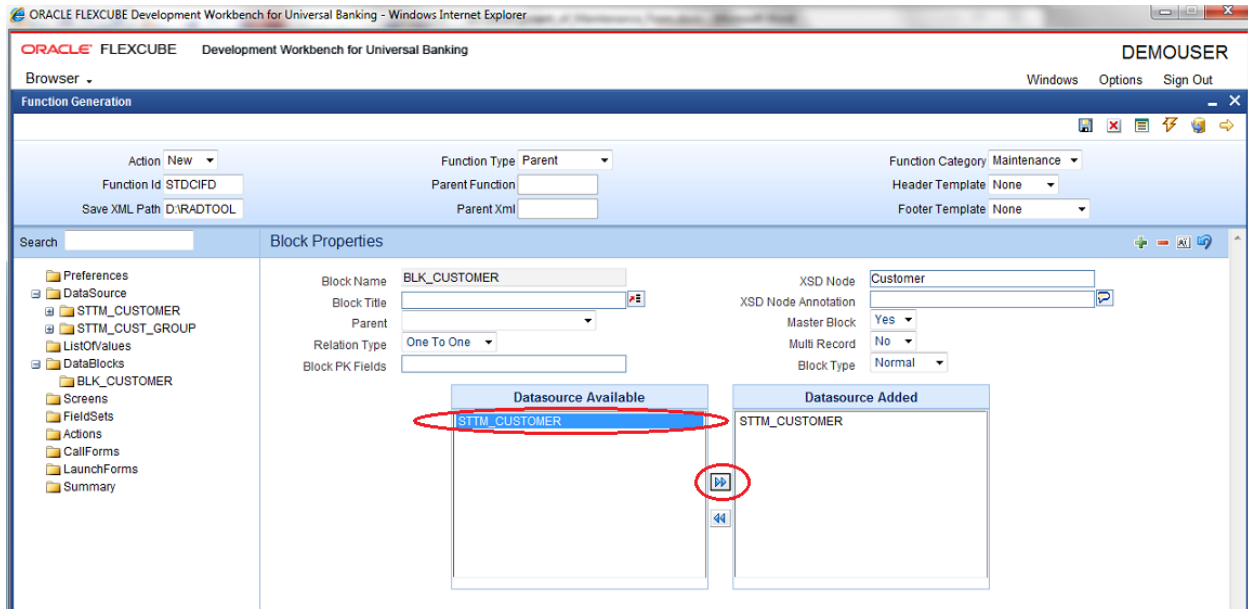 ORACLE FLEXCUBE Development Workbench for Universal Banking - Windows Internet Explorer
ORACLE FLEXCUBE Development Workbench for Universal Banking DEMOUSER
Browser Windows Options Sign Out
Function Generation
Action New Function Type Parent Function Category Maintenance
Function Id STDCIFD Parent Function Header Template None
Save XML Path D:\RADTOOL Parent Xml Footer Template None
Search Block Properties
Preferences
DataSource
STTM_CUSTOMER
STTM_CUST_GROUP
ListOfValues
DataBlocks
BLK_CUSTOMER
Screens
FieldSets
Actions
CallForms
LaunchForms
Summary
Block Name BLK_CUSTOMER XSD Node Customer
Block Title XSD Node Annotation
Parent Master Block Yes
Relation Type One To One Multi Record No
Block PK Fields Block Type Normal
Datasource Available Datasource Added
STTM_CUSTOMER STTM_CUSTOMER